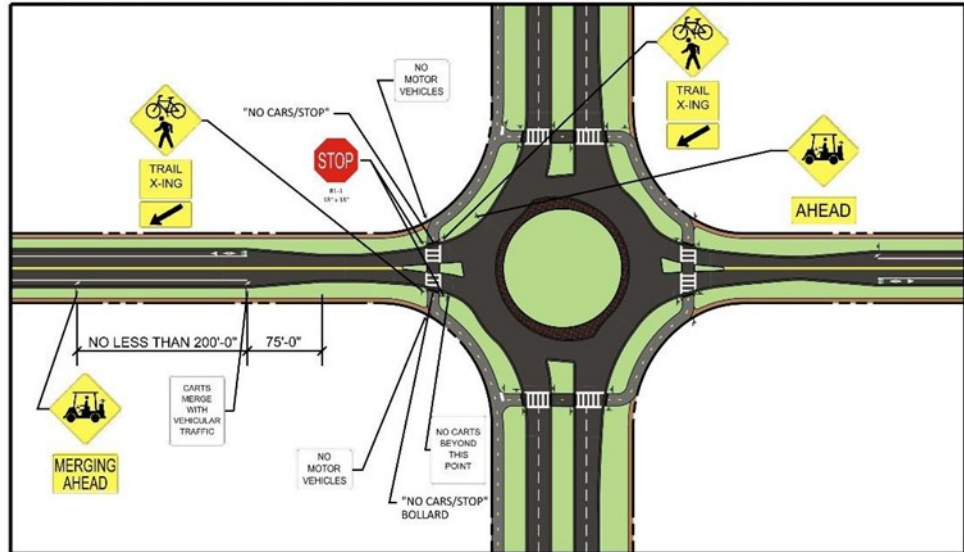 NO
MOTOR
VEHICLES
"NO CARS/STOP"
STOP
R1-1
18" x 18"
TRAIL
X-ING
TRAIL
X-ING
AHEAD
NO LESS THAN 200'-0"
75'-0"
MERGING
AHEAD
CARTS
MERGE
WITH
VEHICULAR
TRAFFIC
NO
MOTOR
VEHICLES
NO CARTS
BEYOND
THIS
POINT
"NO CARS/STOP"
BOLLARD